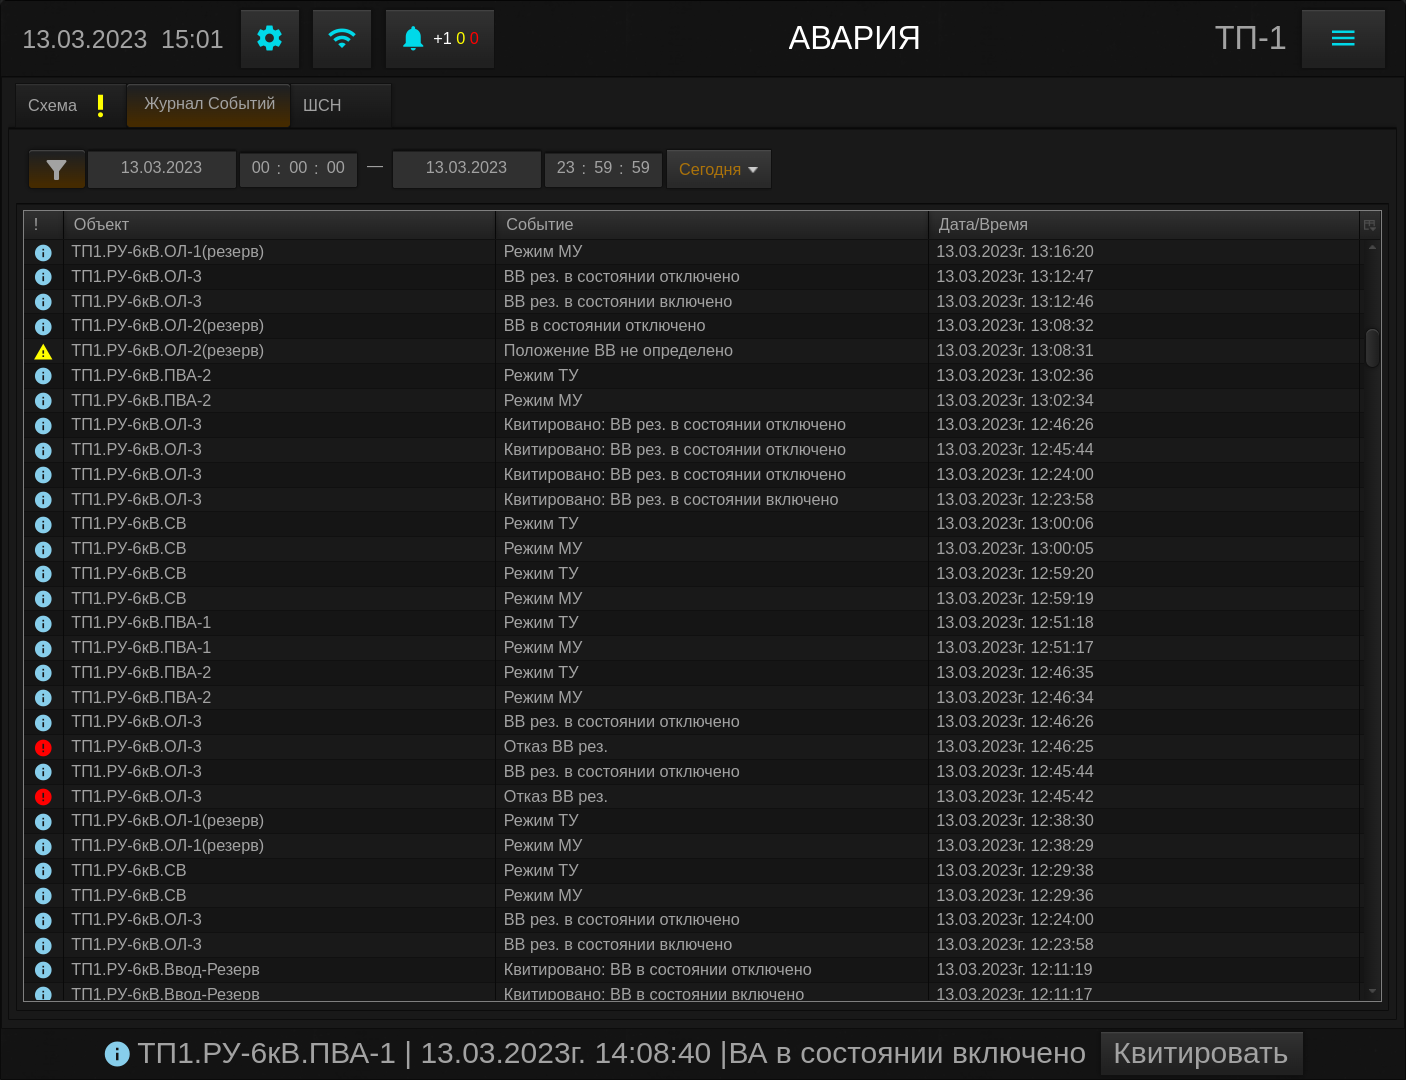 13.03.2023 15:01 +1 0 0 АВАРИЯ ТП-1
Схема ! Журнал Событий ШСН
13.03.2023 00 : 00 : 00 — 13.03.2023 23 : 59 : 59 Сегодня
! Объект Событие Дата/Время
ТП1.РУ-6кВ.ОЛ-1(резерв) Режим МУ 13.03.2023г. 13:16:20
ТП1.РУ-6кВ.ОЛ-3 ВВ рез. в состоянии отключено 13.03.2023г. 13:12:47
ТП1.РУ-6кВ.ОЛ-3 ВВ рез. в состоянии включено 13.03.2023г. 13:12:46
ТП1.РУ-6кВ.ОЛ-2(резерв) ВВ в состоянии отключено 13.03.2023г. 13:08:32
ТП1.РУ-6кВ.ОЛ-2(резерв) Положение ВВ не определено 13.03.2023г. 13:08:31
ТП1.РУ-6кВ.ПВА-2 Режим ТУ 13.03.2023г. 13:02:36
ТП1.РУ-6кВ.ПВА-2 Режим МУ 13.03.2023г. 13:02:34
ТП1.РУ-6кВ.ОЛ-3 Квитировано: ВВ рез. в состоянии отключено 13.03.2023г. 12:46:26
ТП1.РУ-6кВ.ОЛ-3 Квитировано: ВВ рез. в состоянии отключено 13.03.2023г. 12:45:44
ТП1.РУ-6кВ.ОЛ-3 Квитировано: ВВ рез. в состоянии отключено 13.03.2023г. 12:24:00
ТП1.РУ-6кВ.ОЛ-3 Квитировано: ВВ рез. в состоянии включено 13.03.2023г. 12:23:58
ТП1.РУ-6кВ.СВ Режим ТУ 13.03.2023г. 13:00:06
ТП1.РУ-6кВ.СВ Режим МУ 13.03.2023г. 13:00:05
ТП1.РУ-6кВ.СВ Режим ТУ 13.03.2023г. 12:59:20
ТП1.РУ-6кВ.СВ Режим МУ 13.03.2023г. 12:59:19
ТП1.РУ-6кВ.ПВА-1 Режим ТУ 13.03.2023г. 12:51:18
ТП1.РУ-6кВ.ПВА-1 Режим МУ 13.03.2023г. 12:51:17
ТП1.РУ-6кВ.ПВА-2 Режим ТУ 13.03.2023г. 12:46:35
ТП1.РУ-6кВ.ПВА-2 Режим МУ 13.03.2023г. 12:46:34
ТП1.РУ-6кВ.ОЛ-3 ВВ рез. в состоянии отключено 13.03.2023г. 12:46:26
ТП1.РУ-6кВ.ОЛ-3 Отказ ВВ рез. 13.03.2023г. 12:46:25
ТП1.РУ-6кВ.ОЛ-3 ВВ рез. в состоянии отключено 13.03.2023г. 12:45:44
ТП1.РУ-6кВ.ОЛ-3 Отказ ВВ рез. 13.03.2023г. 12:45:42
ТП1.РУ-6кВ.ОЛ-1(резерв) Режим ТУ 13.03.2023г. 12:38:30
ТП1.РУ-6кВ.ОЛ-1(резерв) Режим МУ 13.03.2023г. 12:38:29
ТП1.РУ-6кВ.СВ Режим ТУ 13.03.2023г. 12:29:38
ТП1.РУ-6кВ.СВ Режим МУ 13.03.2023г. 12:29:36
ТП1.РУ-6кВ.ОЛ-3 ВВ рез. в состоянии отключено 13.03.2023г. 12:24:00
ТП1.РУ-6кВ.ОЛ-3 ВВ рез. в состоянии включено 13.03.2023г. 12:23:58
ТП1.РУ-6кВ.Ввод-Резерв Квитировано: ВВ в состоянии отключено 13.03.2023г. 12:11:19
ТП1.РУ-6кВ.Ввод-Резерв Квитировано: ВВ в состоянии включено 13.03.2023г. 12:11:17
ТП1.РУ-6кВ.ПВА-1 | 13.03.2023г. 14:08:40 |ВА в состоянии включено Квитировать